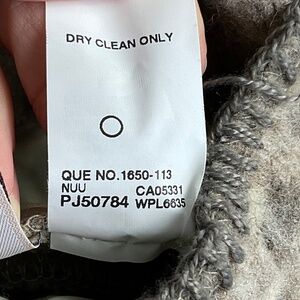 DRY CLEAN ONLY
QUE NO.1650-113
NUU CA05331
PJ50784 WPL6635